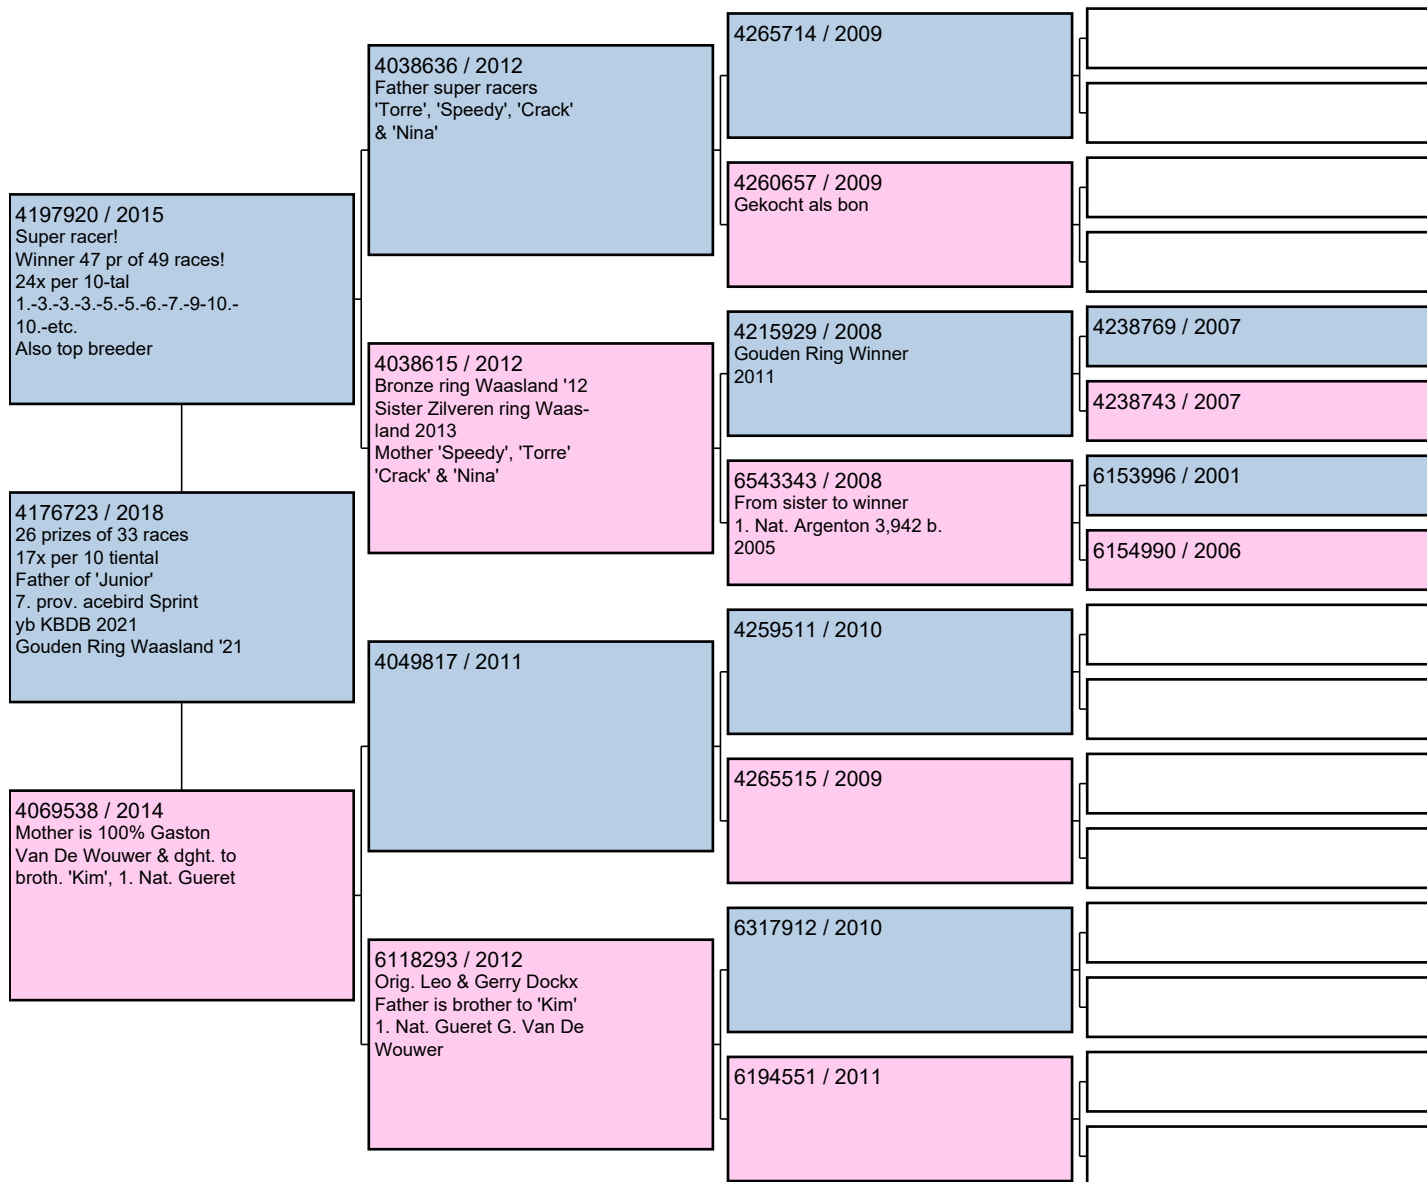 4197920 / 2015
Super racer!
Winner 47 pr of 49 races!
24x per 10-tal
1.-3.-3.-3.-5.-5.-6.-7.-9-10.-
10.-etc.
Also top breeder
4176723 / 2018
26 prizes of 33 races
17x per 10 tiental
Father of 'Junior'
7. prov. acebird Sprint
yb KBDB 2021
Gouden Ring Waasland '21
4069538 / 2014
Mother is 100% Gaston
Van De Wouwer & dght. to
broth. 'Kim', 1. Nat. Gueret
4038636 / 2012
Father super racers
'Torre', 'Speedy', 'Crack'
& 'Nina'
4038615 / 2012
Bronze ring Waasland '12
Sister Zilveren ring Waas-
land 2013
Mother 'Speedy', 'Torre'
'Crack' & 'Nina'
4049817 / 2011
6118293 / 2012
Orig. Leo & Gerry Dockx
Father is brother to 'Kim'
1. Nat. Gueret G. Van De
Wouwer
4265714 / 2009
4260657 / 2009
Gekocht als bon
4215929 / 2008
Gouden Ring Winner
2011
6543343 / 2008
From sister to winner
1. Nat. Argenton 3,942 b.
2005
4259511 / 2010
4265515 / 2009
6317912 / 2010
6194551 / 2011
4238769 / 2007
4238743 / 2007
6153996 / 2001
6154990 / 2006